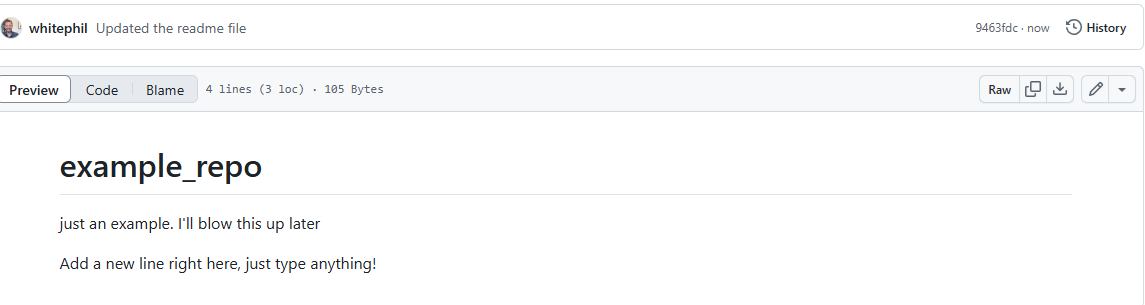 whitephil Updated the readme file 9463fdc · now History
Preview Code Blame 4 lines (3 loc) · 105 Bytes Raw
example_repo
just an example. I'll blow this up later
Add a new line right here, just type anything!